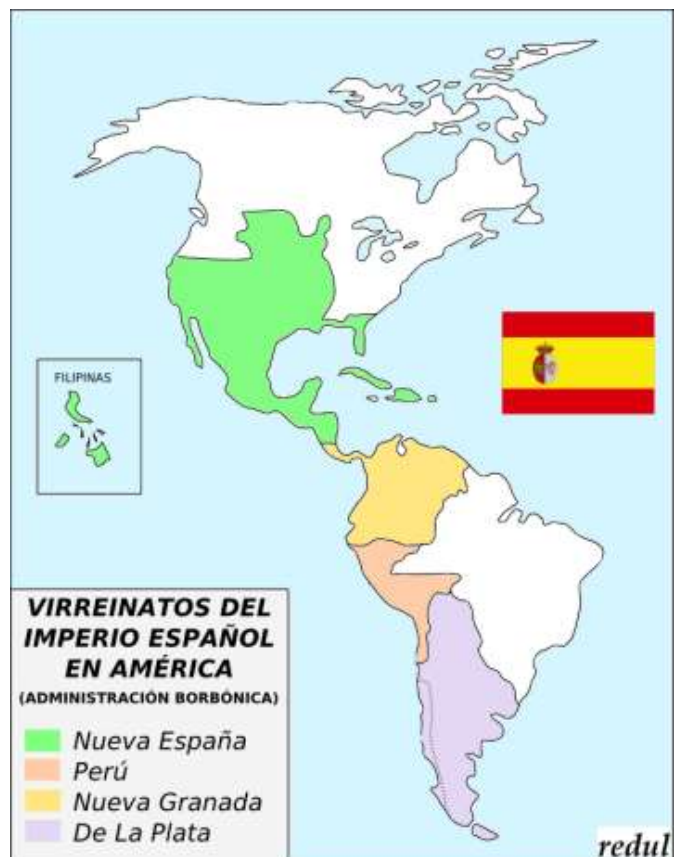 FILIPINAS
VIRREINATOS DEL
IMPERIO ESPAÑOL
EN AMÉRICA
(ADMINISTRACIÓN BORBÓNICA)
Nueva España
Perú
Nueva Granada
De La Plata
redul